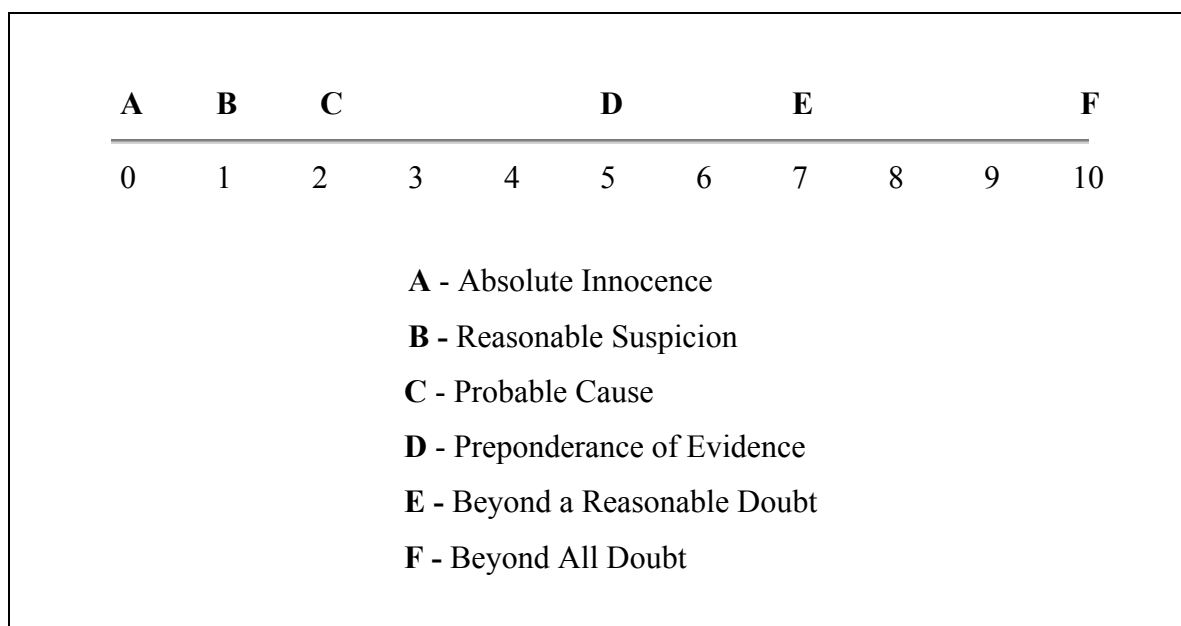 A B C D E F
0 1 2 3 4 5 6 7 8 9 10
A - Absolute Innocence
B - Reasonable Suspicion
C - Probable Cause
D - Preponderance of Evidence
E - Beyond a Reasonable Doubt
F - Beyond All Doubt